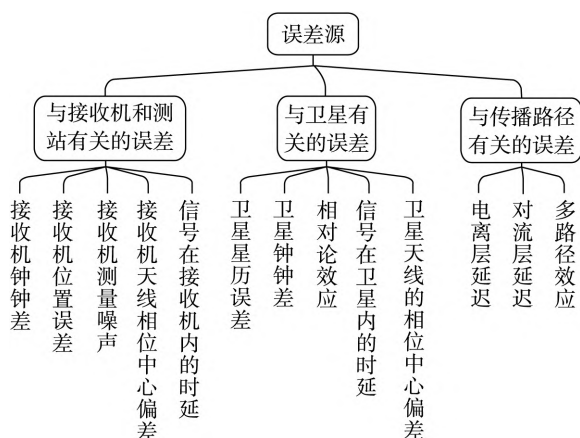 误差源
与接收机和测
站有关的误差
与卫星有
关的误差
与传播路径
有关的误差
接收机钟钟差
接收机位置误差
接收机测量噪声
接收机天线相位中心偏差
信号在接收机内的时延
卫星星历误差
卫星钟钟差
相对论效应
信号在卫星内的时延
卫星天线的相位中心偏差
电离层延迟
对流层延迟
多路径效应